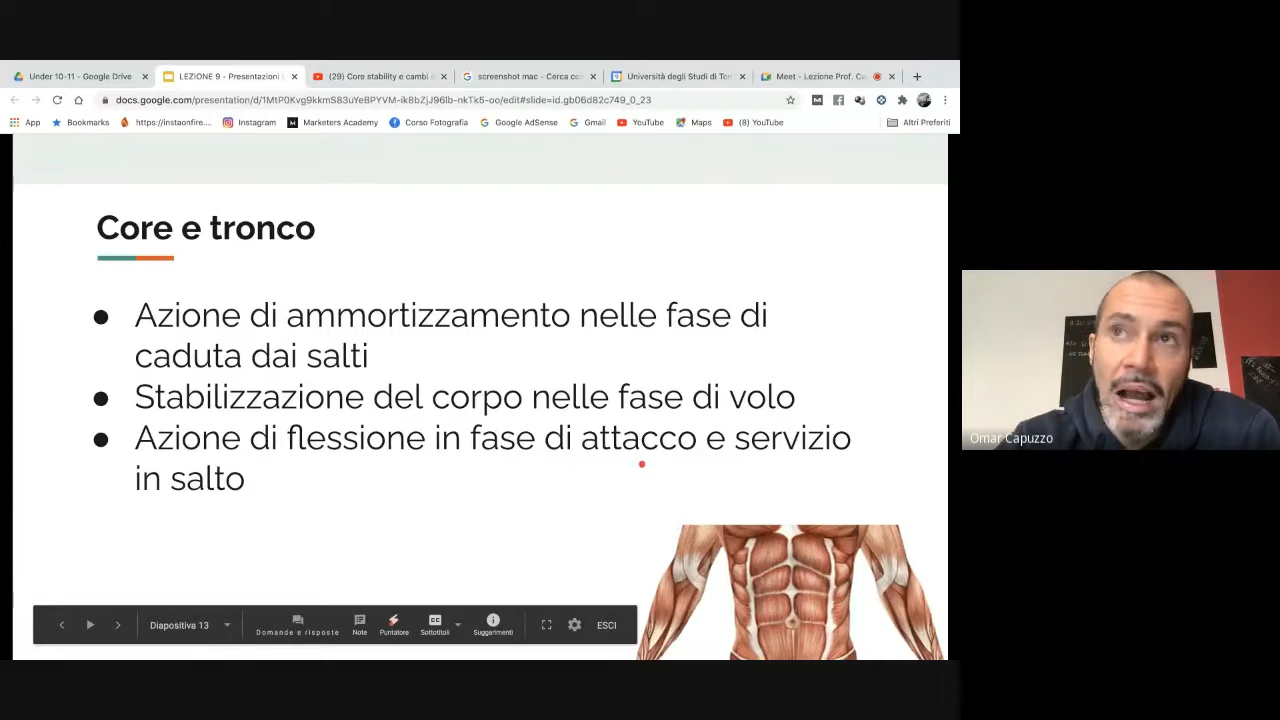 Under 10-11 - Google Drive
LEZIONE 9 - Presentazioni
(29) Core stability e cambi
screenshot mac - Cerca co
Università degli Studi di To
Meet - Lezione Prof. Ca
docs.google.com/presentation/d/1MtP0Kvg9kkmS83uYeBPYVM-ik8bZjJ96lb-nkTk5-oo/edit#slide=id.gb06d82c749_0_23
App
Bookmarks
https://instaonfire....
Instagram
Marketers Academy
Corso Fotografia
Google AdSense
Gmail
YouTube
Maps
(8) YouTube
Altri Preferiti
Core e tronco
● Azione di ammortizzamento nelle fase di
caduta dai salti
● Stabilizzazione del corpo nelle fase di volo
● Azione di flessione in fase di attacco e servizio
in salto
Diapositiva 13
Domande e risposte
Note
Puntatore
Sottotitoli
Suggerimenti
ESCI
Omar Capuzzo